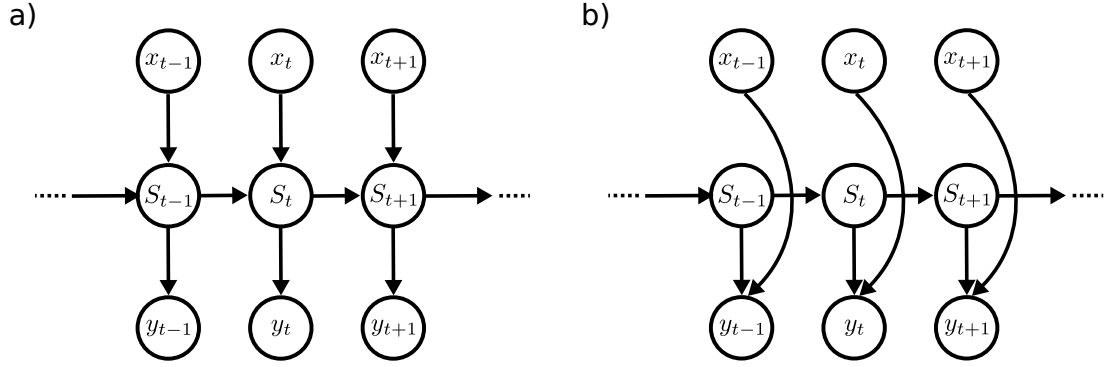 a) b)
x_{t-1} x_t x_{t+1} x_{t-1} x_t x_{t+1}
S_{t-1} S_t S_{t+1} S_{t-1} S_t S_{t+1}
y_{t-1} y_t y_{t+1} y_{t-1} y_t y_{t+1}